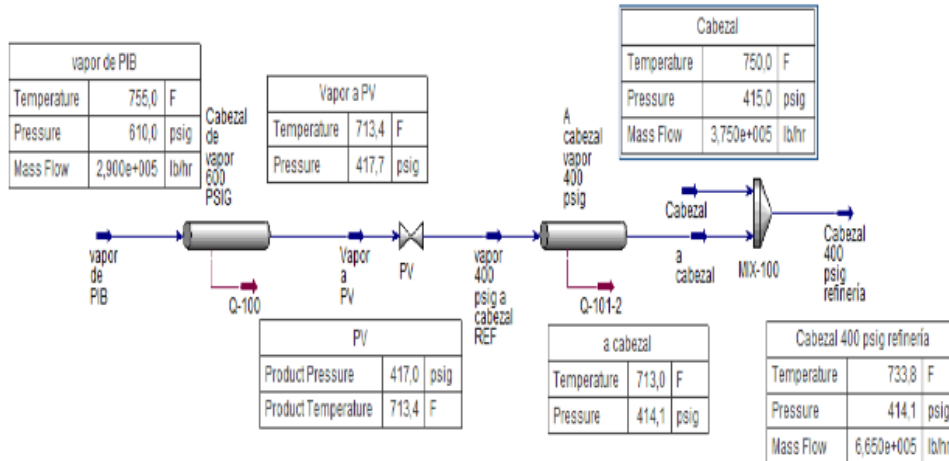 vapor de PIB
Temperature 755,0 F
Pressure 610,0 psig
Mass Flow 2,900e+005 lb/hr
Cabezal
de
vapor
600
PSIG
Vapor a PV
Temperature 713,4 F
Pressure 417,7 psig
A
cabezal
vapor
400
psig
Cabezal
Temperature 750,0 F
Pressure 415,0 psig
Mass Flow 3,750e+005 lb/hr
vapor
de
PIB
Q-100
Vapor
a
PV
PV
vapor
400
psig a
cabezal
REF
Q-101-2
Cabezal
a
cabezal
MIX-100
Cabezal
400
psig
refinería
PV
Product Pressure 417,0 psig
Product Temperature 713,4 F
a cabezal
Temperature 713,0 F
Pressure 414,1 psig
Cabezal 400 psig refinería
Temperature 733,8 F
Pressure 414,1 psig
Mass Flow 6,650e+005 lb/hr